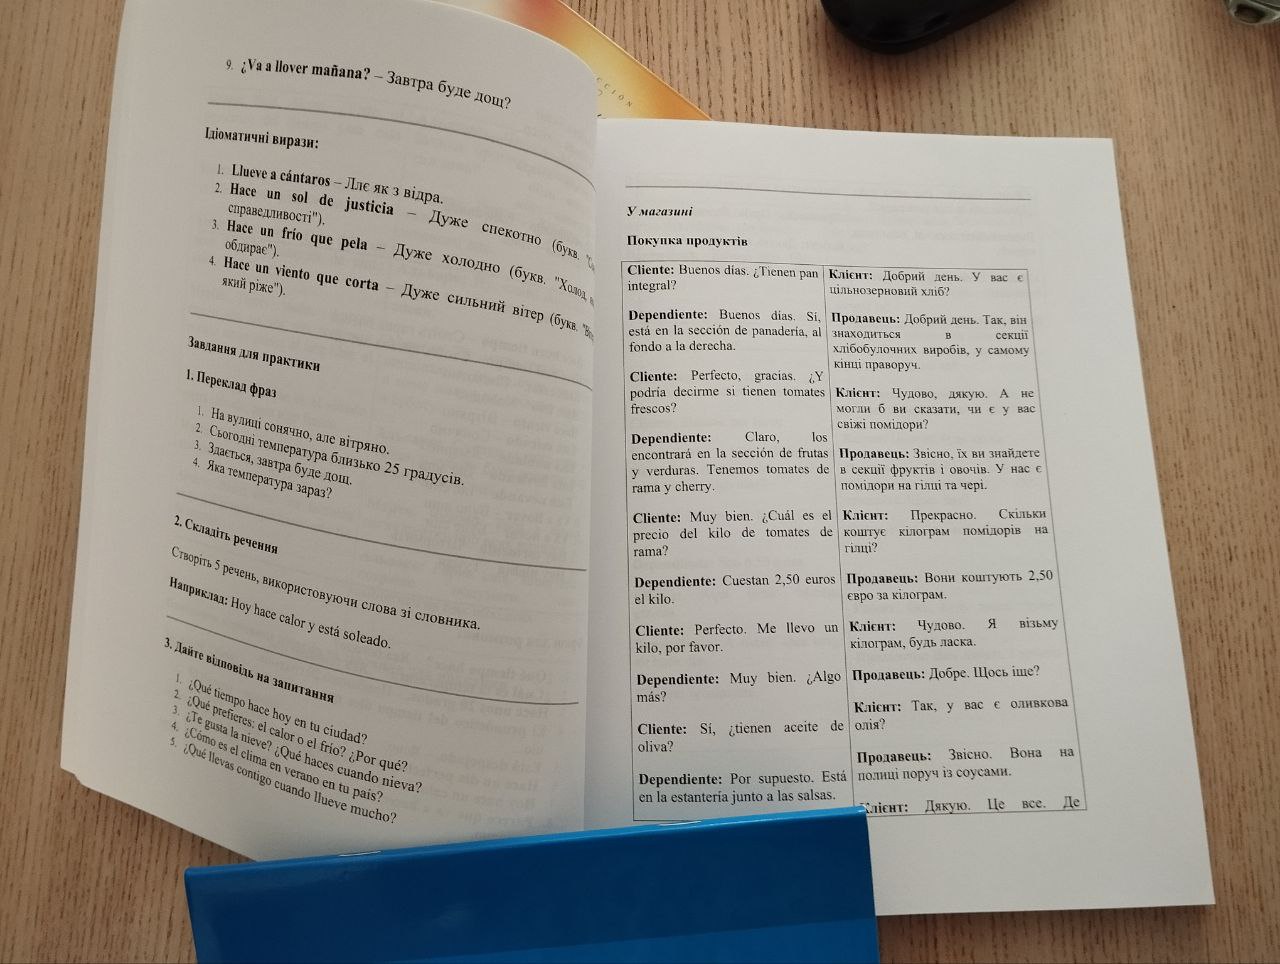 CCIÓN
9. ¿Va a llover mañana? – Завтра буде дощ?
Ідіоматичні вирази:
1. Llueve a cántaros – Ллє як з відра.
2. Hace un sol de justicia – Дуже спекотно (букв.
справедливості").
3. Hace un frío que pela – Дуже холодно (букв. "Холод,
обдирає").
4. Hace un viento que corta – Дуже сильний вітер (букв.
який ріже").
Завдання для практики
1. Переклад фраз
1. На вулиці сонячно, але вітряно.
2. Сьогодні температура близько 25 градусів.
3. Здається, завтра буде дощ.
4. Яка температура зараз?
2. Складіть речення
Створіть 5 речень, використовуючи слова зі словника.
Наприклад: Hoy hace calor y está soleado.
3. Дайте відповідь на запитання
1. ¿Qué tiempo hace hoy en tu ciudad?
2. ¿Qué prefieres: el calor o el frío? ¿Por qué?
3. ¿Te gusta la nieve? ¿Qué haces cuando nieva?
4. ¿Cómo es el clima en verano en tu país?
5. ¿Qué llevas contigo cuando llueve mucho?
У магазині
Покупка продуктів
Cliente: Buenos días. ¿Tienen pan
integral?
Dependiente: Buenos días. Sí,
está en la sección de panadería, al
fondo a la derecha.
Cliente: Perfecto, gracias. ¿Y
podría decirme si tienen tomates
frescos?
Dependiente: Claro, los
encontrará en la sección de frutas
y verduras. Tenemos tomates de
rama y cherry.
Cliente: Muy bien. ¿Cuál es el
precio del kilo de tomates de
rama?
Dependiente: Cuestan 2,50 euros
el kilo.
Cliente: Perfecto. Me llevo un
kilo, por favor.
Dependiente: Muy bien. ¿Algo
más?
Cliente: Sí, ¿tienen aceite de
oliva?
Dependiente: Por supuesto. Está
en la estantería junto a las salsas.
Клієнт: Добрий день. У вас є
цільнозерновий хліб?
Продавець: Добрий день. Так, він
знаходиться в секції
хлібобулочних виробів, у самому
кінці праворуч.
Клієнт: Чудово, дякую. А не
могли б ви сказати, чи є у вас
свіжі помідори?
Продавець: Звісно, їх ви знайдете
в секції фруктів і овочів. У нас є
помідори на гілці та чері.
Клієнт: Прекрасно. Скільки
коштує кілограм помідорів на
гілці?
Продавець: Вони коштують 2,50
євро за кілограм.
Клієнт: Чудово. Я візьму
кілограм, будь ласка.
Продавець: Добре. Щось іще?
Клієнт: Так, у вас є оливкова
олія?
Продавець: Звісно. Вона на
полиці поруч із соусами.
Клієнт: Дякую. Це все. Де